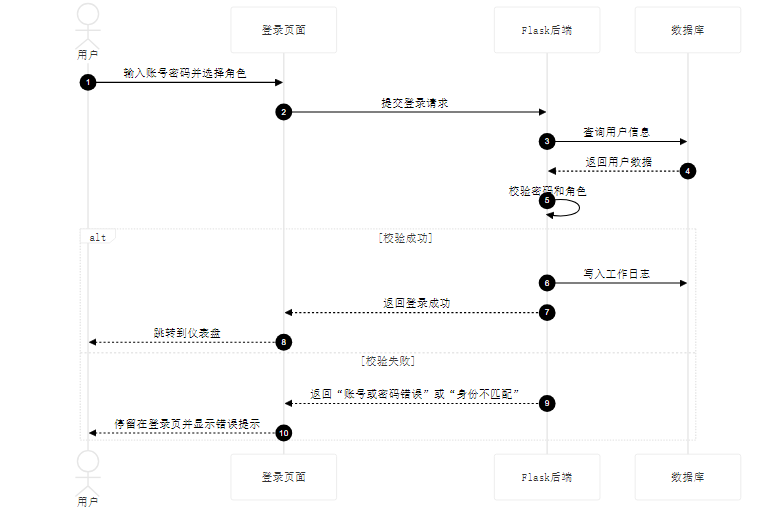 登录页面
Flask后端
数据库
用户
1
输入账号密码并选择角色
2
提交登录请求
3
查询用户信息
返回用户数据
4
校验密码和角色
5
alt
[校验成功]
6
写入工作日志
返回登录成功
7
跳转到仪表盘
8
[校验失败]
返回“账号或密码错误”或“身份不匹配”
9
停留在登录页并显示错误提示
10
用户
登录页面
Flask后端
数据库